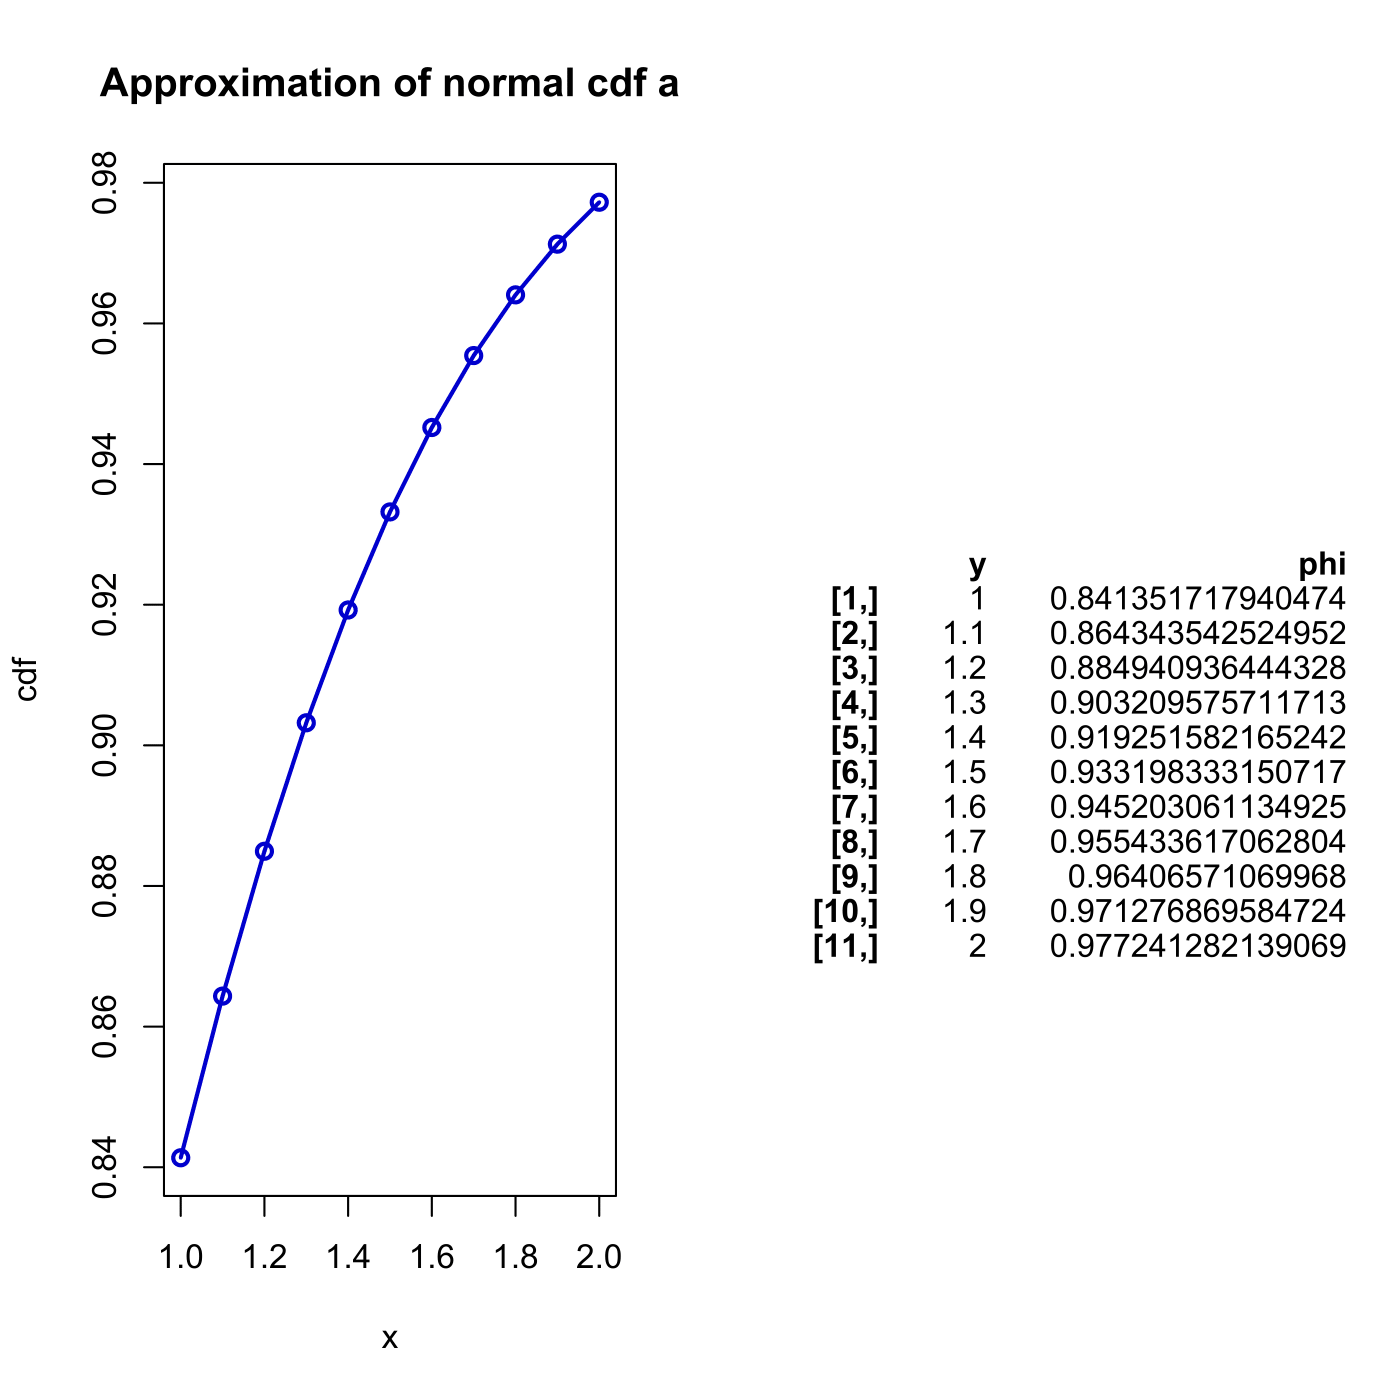 Approximation of normal cdf a
cdf
0.98
0.96
0.94
0.92
0.90
0.88
0.86
0.84
1.0 1.2 1.4 1.6 1.8 2.0
x
y phi
[1,] 1 0.841351717940474
[2,] 1.1 0.864343542524952
[3,] 1.2 0.884940936444328
[4,] 1.3 0.903209575711713
[5,] 1.4 0.919251582165242
[6,] 1.5 0.933198333150717
[7,] 1.6 0.945203061134925
[8,] 1.7 0.955433617062804
[9,] 1.8 0.96406571069968
[10,] 1.9 0.971276869584724
[11,] 2 0.977241282139069